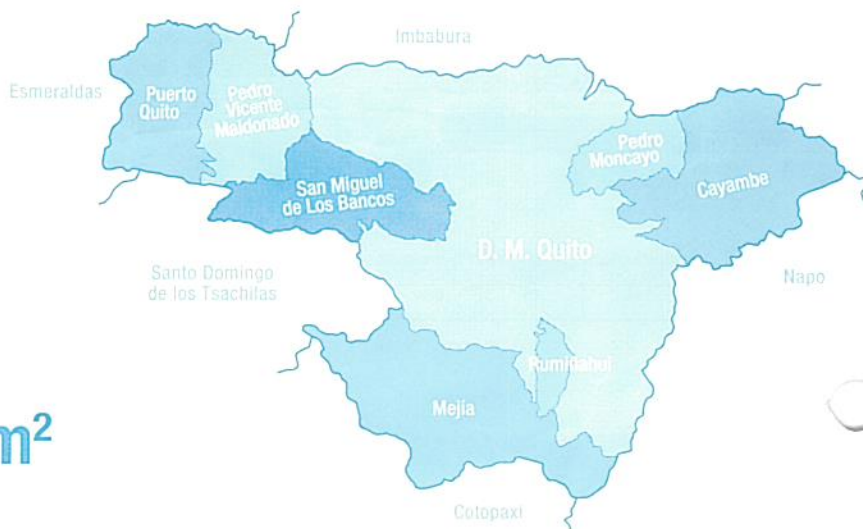 Imbabura
Esmeraldas
Puerto
Quito
Pedro
Vicente
Maldonado
Pedro
Moncayo
Cayambe
San Miguel
de Los Bancos
D. M. Quito
Santo Domingo
de los Tsachilas
Napo
Rumiñahui
Mejía
m²
Cotopaxi